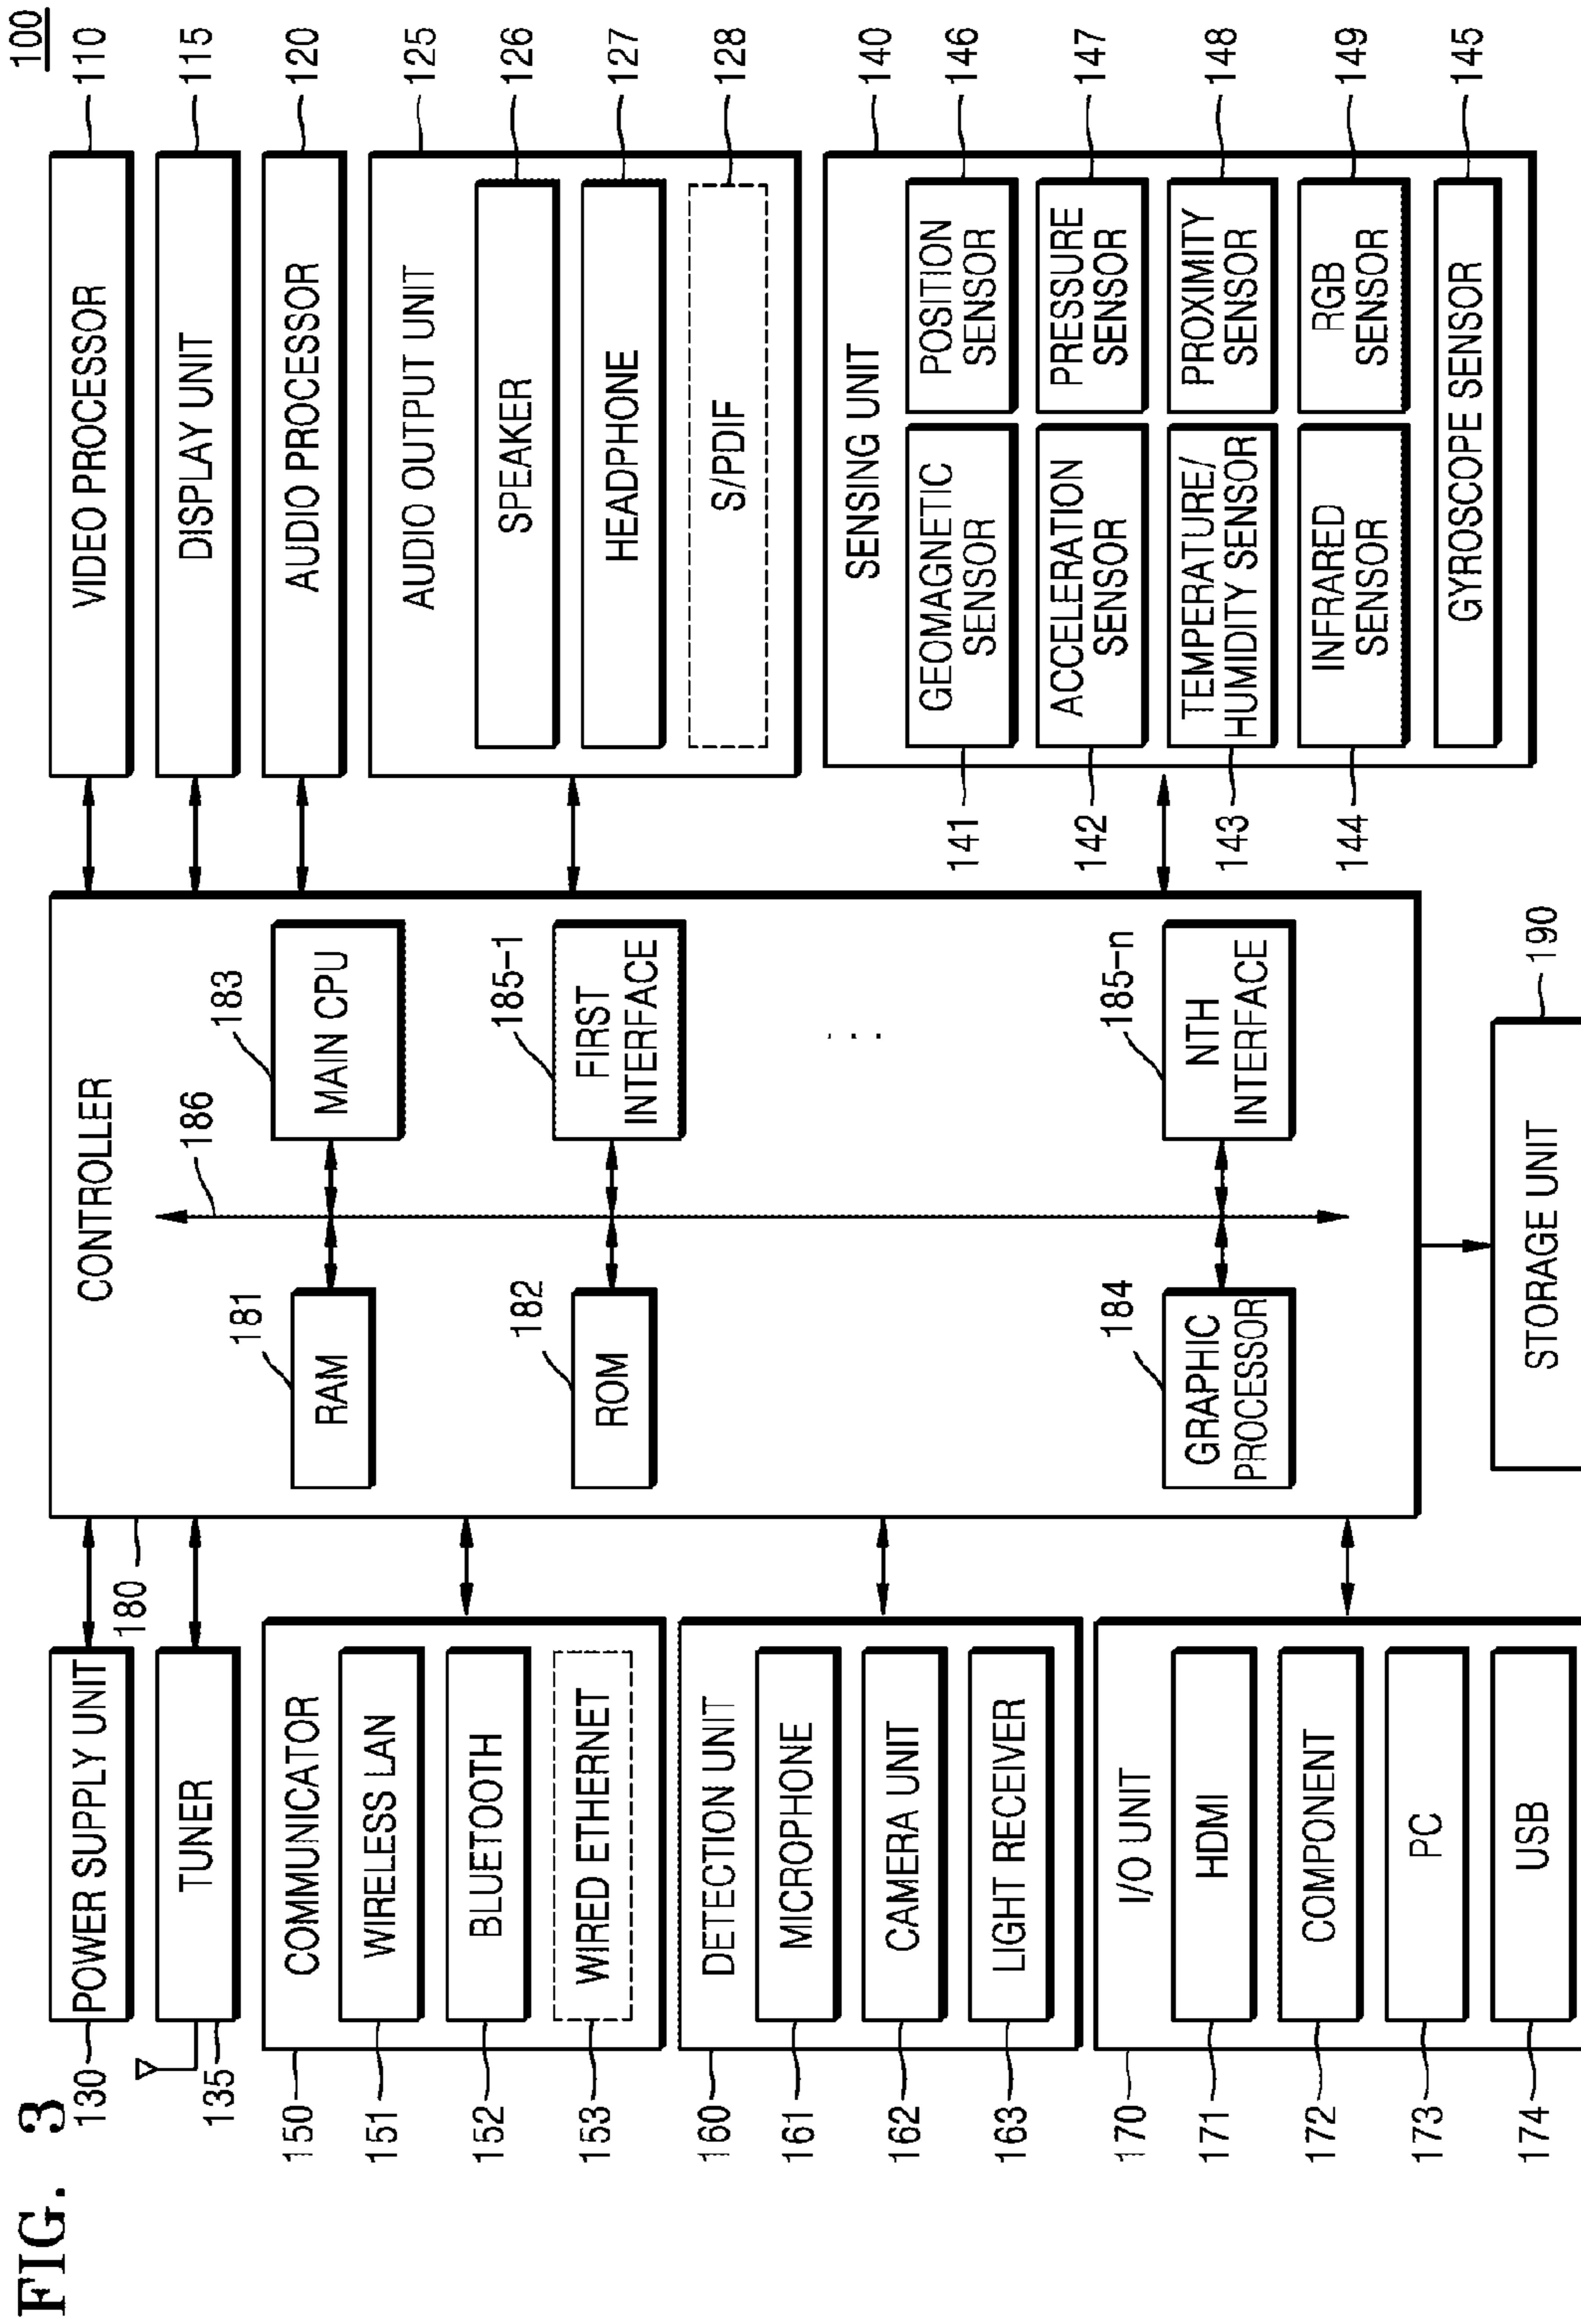 FIG. 3
100
130
POWER SUPPLY UNIT
135
TUNER
150
COMMUNICATOR
151
WIRELESS LAN
152
BLUETOOTH
153
WIRED ETHERNET
160
DETECTION UNIT
161
MICROPHONE
162
CAMERA UNIT
163
LIGHT RECEIVER
170
I/O UNIT
171
HDMI
172
COMPONENT
173
PC
174
USB
180
CONTROLLER
186
181
RAM
183
MAIN CPU
182
ROM
185-1
FIRST
INTERFACE
. . .
184
GRAPHIC
PROCESSOR
185-n
NTH
INTERFACE
STORAGE UNIT
190
VIDEO PROCESSOR
110
DISPLAY UNIT
115
AUDIO PROCESSOR
120
AUDIO OUTPUT UNIT
125
SPEAKER
126
HEADPHONE
127
S/PDIF
128
SENSING UNIT
140
141
GEOMAGNETIC
SENSOR
POSITION
SENSOR
146
142
ACCELERATION
SENSOR
PRESSURE
SENSOR
147
143
TEMPERATURE/
HUMIDITY SENSOR
PROXIMITY
SENSOR
148
144
INFRARED
SENSOR
RGB
SENSOR
149
GYROSCOPE SENSOR
145